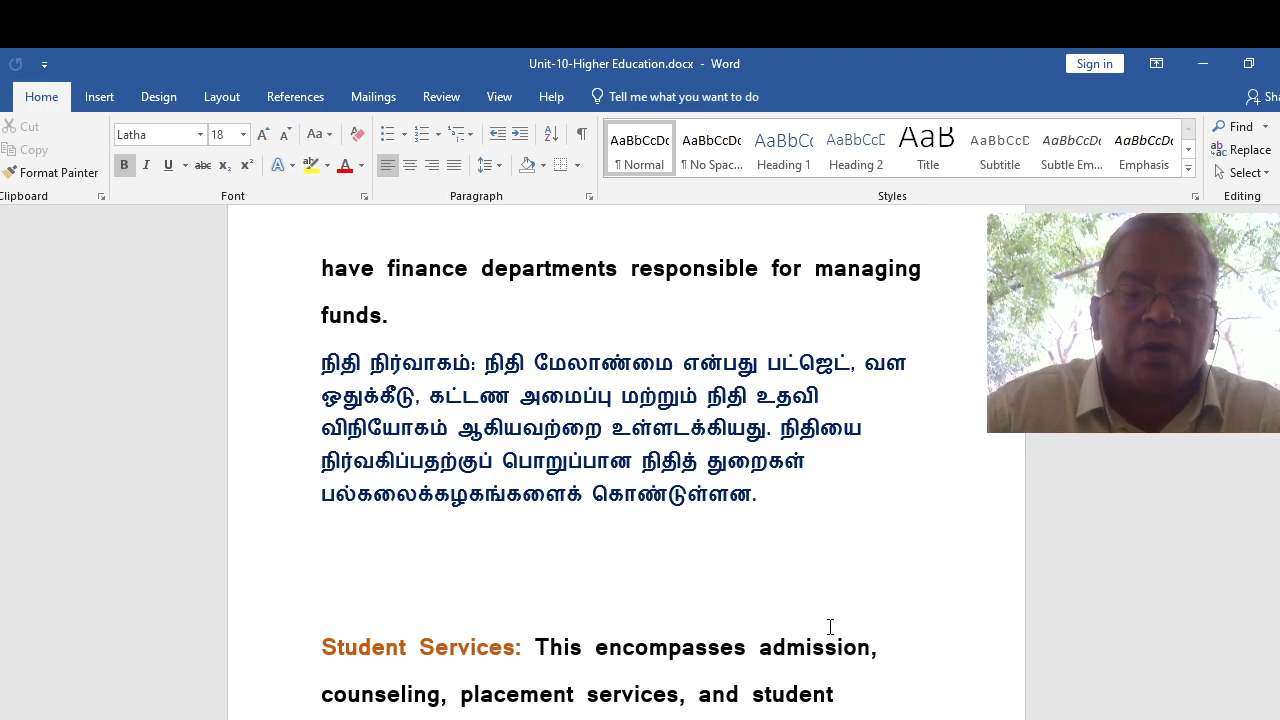 Unit-10-Higher Education.docx - Word
Sign in
Home Insert Design Layout References Mailings Review View Help Tell me what you want to do Sha
Cut
Copy
Format Painter
Clipboard
Latha 18
Font
Paragraph
AaBbCcDc AaBbCcDc AaBbC AaBbCcC AaB AaBbCcD AaBbCcDc AaBbCcDc
¶ Normal ¶ No Spac... Heading 1 Heading 2 Title Subtitle Subtle Em... Emphasis
Styles
Find
Replace
Select
Editing
have finance departments responsible for managing
funds.
நிதி நிர்வாகம்: நிதி மேலாண்மை என்பது பட்ஜெட், வள
ஒதுக்கீடு, கட்டண அமைப்பு மற்றும் நிதி உதவி
விநியோகம் ஆகியவற்றை உள்ளடக்கியது. நிதியை
நிர்வகிப்பதற்குப் பொறுப்பான நிதித் துறைகள்
பல்கலைக்கழகங்களைக் கொண்டுள்ளன.
Student Services: This encompasses admission,
counseling, placement services, and student